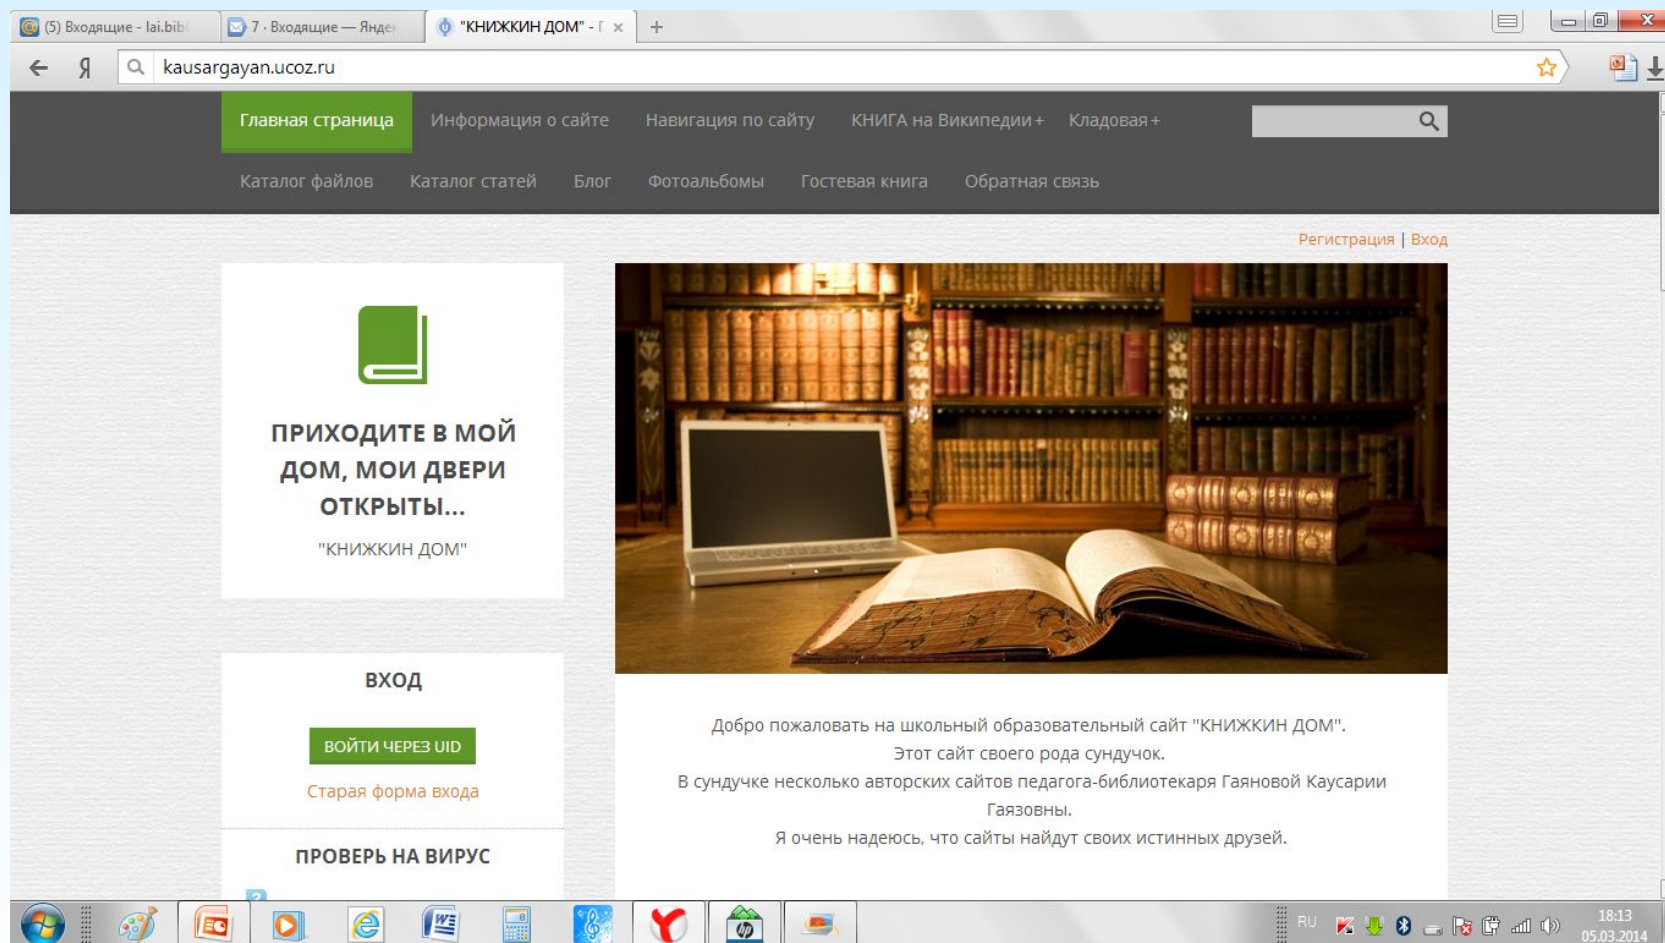 (5) Входящие - lai.bib
7 · Входящие — Яндек
"КНИЖКИН ДОМ" - Г
Я
kausargayan.ucoz.ru
Главная страница Информация о сайте Навигация по сайту КНИГА на Википедии + Кладовая +
Каталог файлов Каталог статей Блог Фотоальбомы Гостевая книга Обратная связь
Регистрация | Вход
ПРИХОДИТЕ В МОЙ
ДОМ, МОИ ДВЕРИ
ОТКРЫТЫ...
"КНИЖКИН ДОМ"
ВХОД
ВОЙТИ ЧЕРЕЗ UID
Старая форма входа
ПРОВЕРЬ НА ВИРУС
Добро пожаловать на школьный образовательный сайт "КНИЖКИН ДОМ".
Этот сайт своего рода сундучок.
В сундучке несколько авторских сайтов педагога-библиотекаря Гаяновой Каусарии
Гаязовны.
Я очень надеюсь, что сайты найдут своих истинных друзей.
RU
18:13
05.03.2014